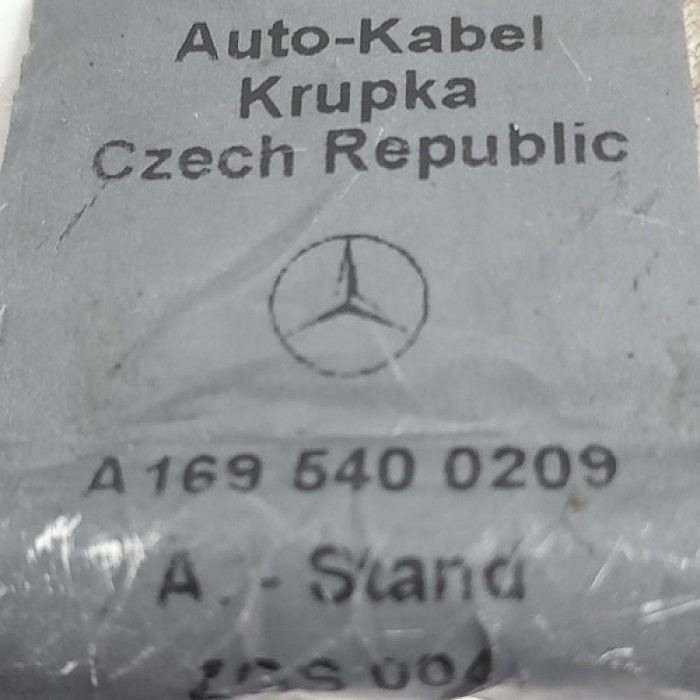 Auto-Kabel
Krupka
Czech Republic
A 169 540 0209
A. - Stand